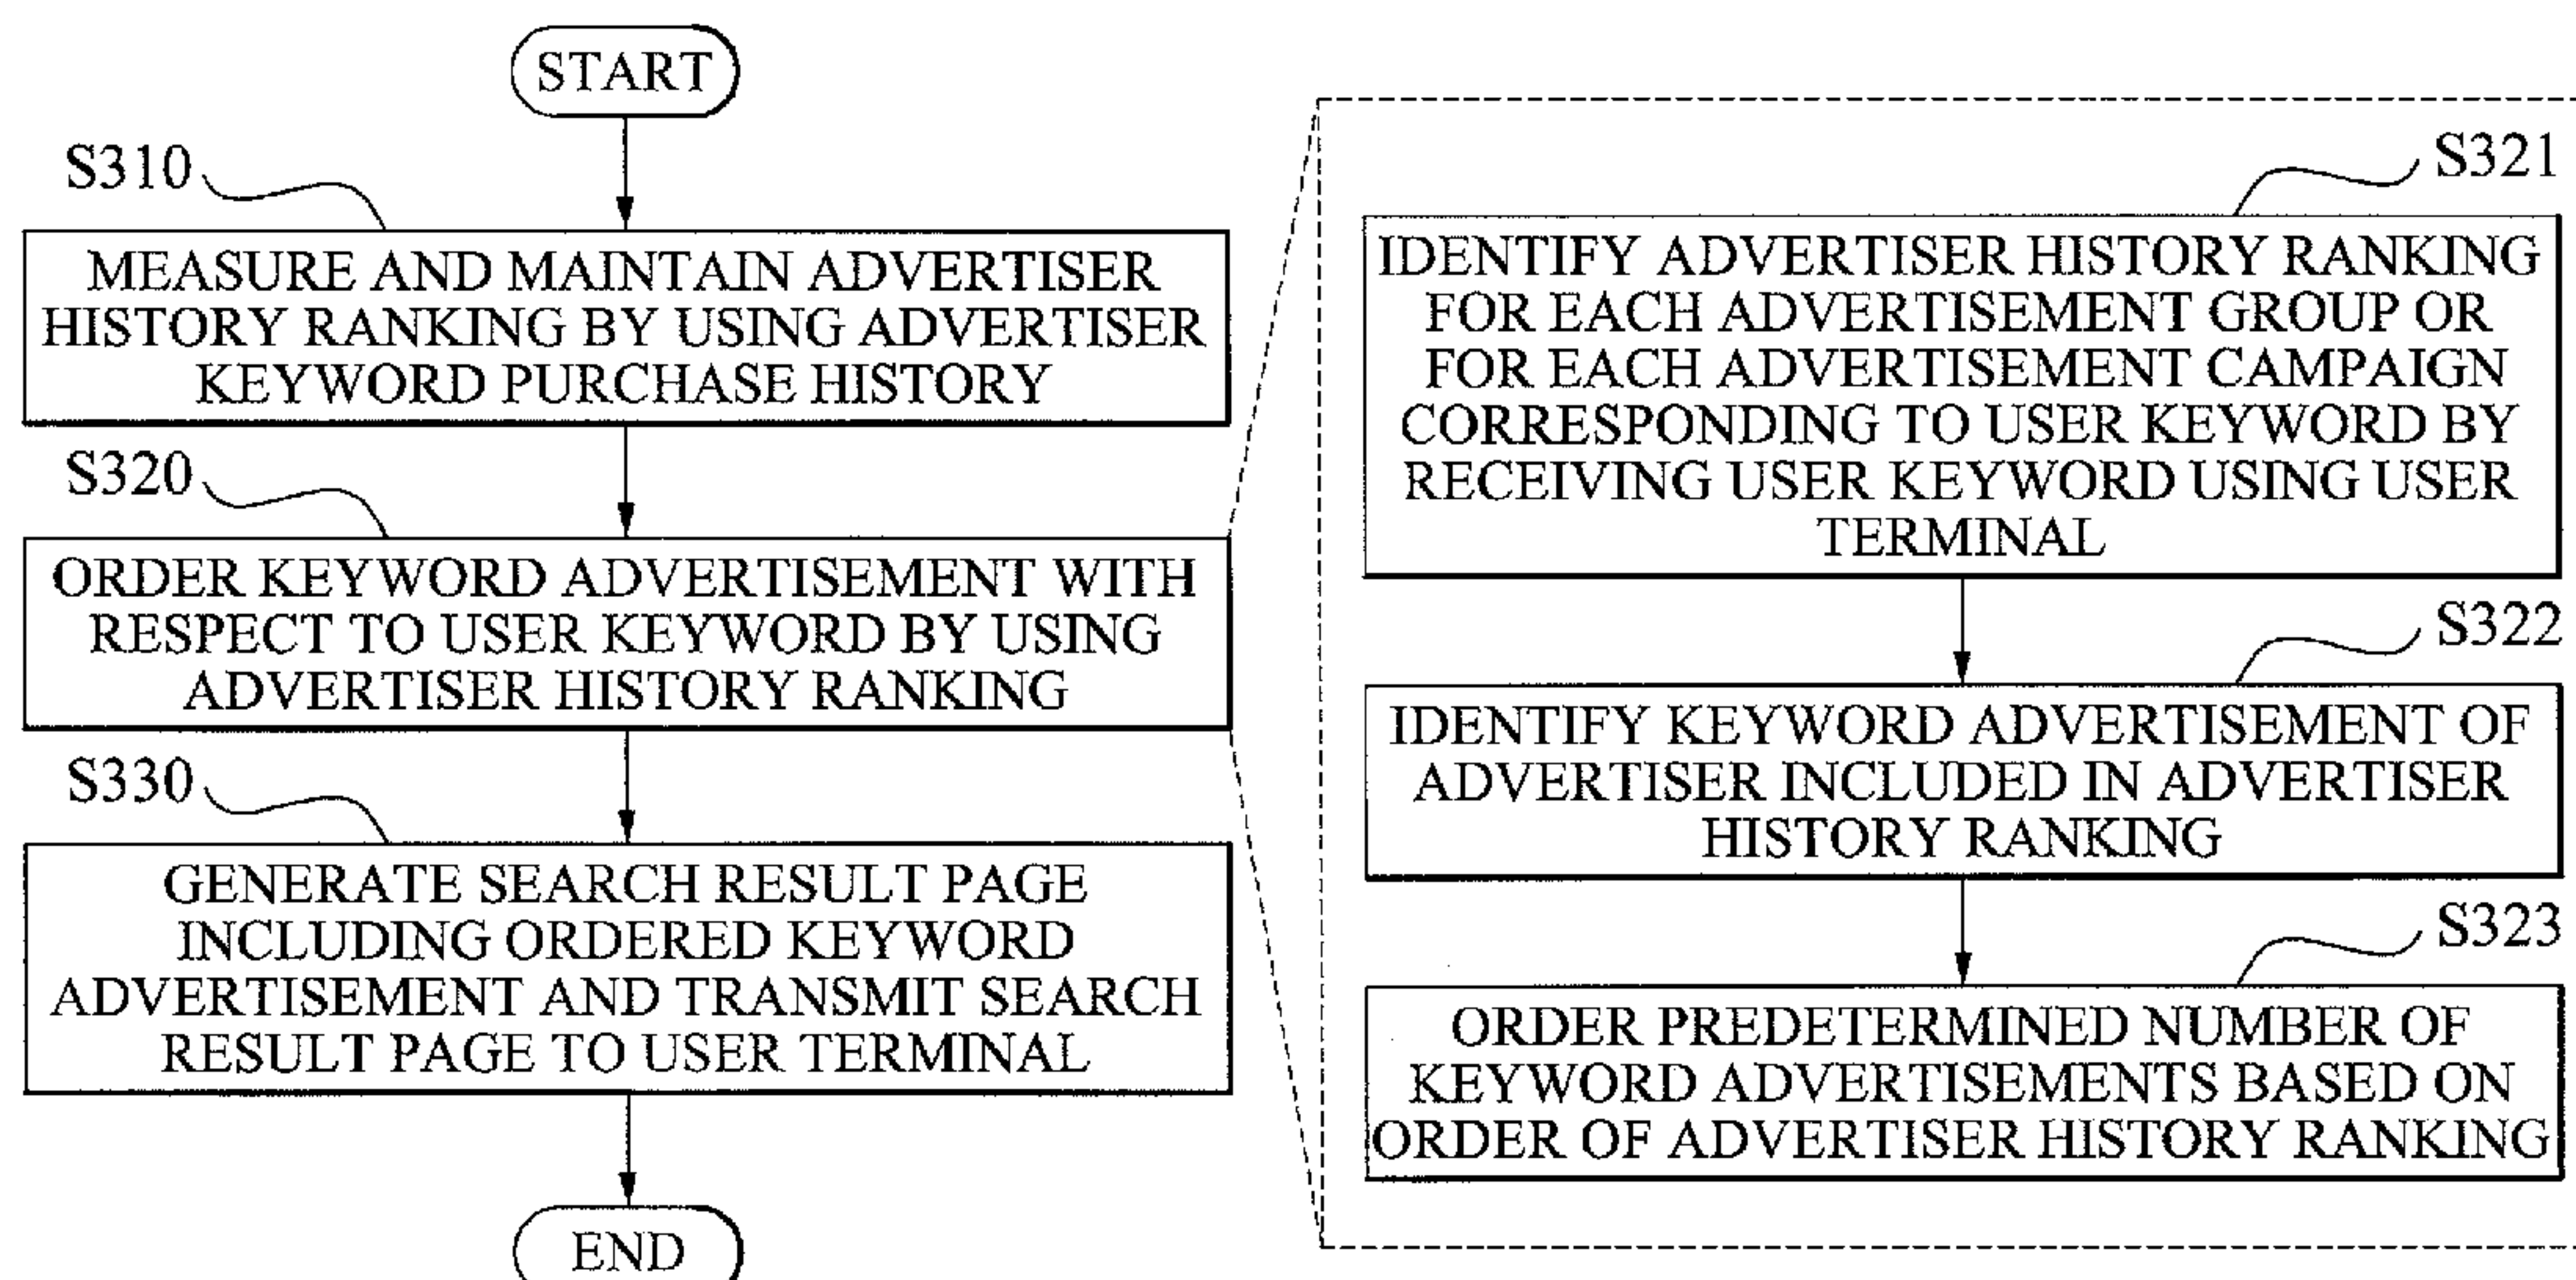 START
S310
MEASURE AND MAINTAIN ADVERTISER
HISTORY RANKING BY USING ADVERTISER
KEYWORD PURCHASE HISTORY
S320
ORDER KEYWORD ADVERTISEMENT WITH
RESPECT TO USER KEYWORD BY USING
ADVERTISER HISTORY RANKING
S330
GENERATE SEARCH RESULT PAGE
INCLUDING ORDERED KEYWORD
ADVERTISEMENT AND TRANSMIT SEARCH
RESULT PAGE TO USER TERMINAL
END
S321
IDENTIFY ADVERTISER HISTORY RANKING
FOR EACH ADVERTISEMENT GROUP OR
FOR EACH ADVERTISEMENT CAMPAIGN
CORRESPONDING TO USER KEYWORD BY
RECEIVING USER KEYWORD USING USER
TERMINAL
S322
IDENTIFY KEYWORD ADVERTISEMENT OF
ADVERTISER INCLUDED IN ADVERTISER
HISTORY RANKING
S323
ORDER PREDETERMINED NUMBER OF
KEYWORD ADVERTISEMENTS BASED ON
ORDER OF ADVERTISER HISTORY RANKING